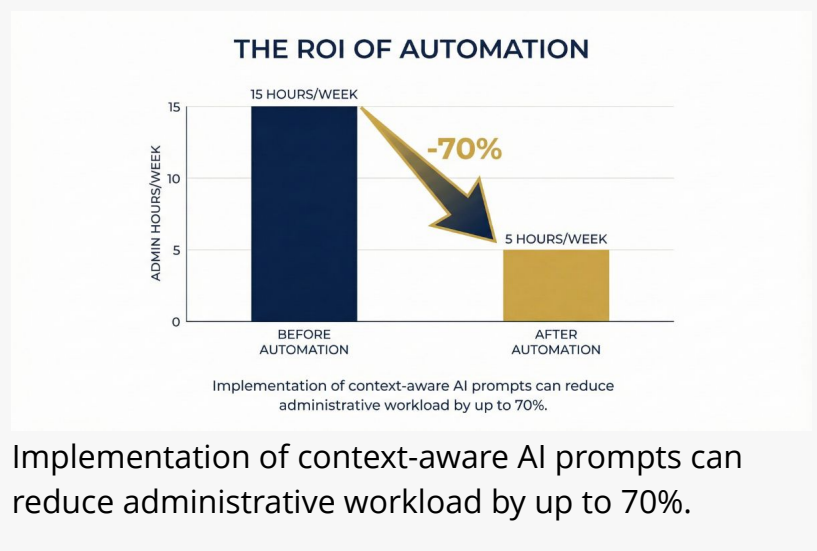 THE ROI OF AUTOMATION
15 HOURS/WEEK
15
-70%
10
ADMIN HOURS/WEEK
5 HOURS/WEEK
5
0
BEFORE
AUTOMATION
AFTER
AUTOMATION
Implementation of context-aware AI prompts can reduce
administrative workload by up to 70%.
Implementation of context-aware AI prompts can
reduce administrative workload by up to 70%.